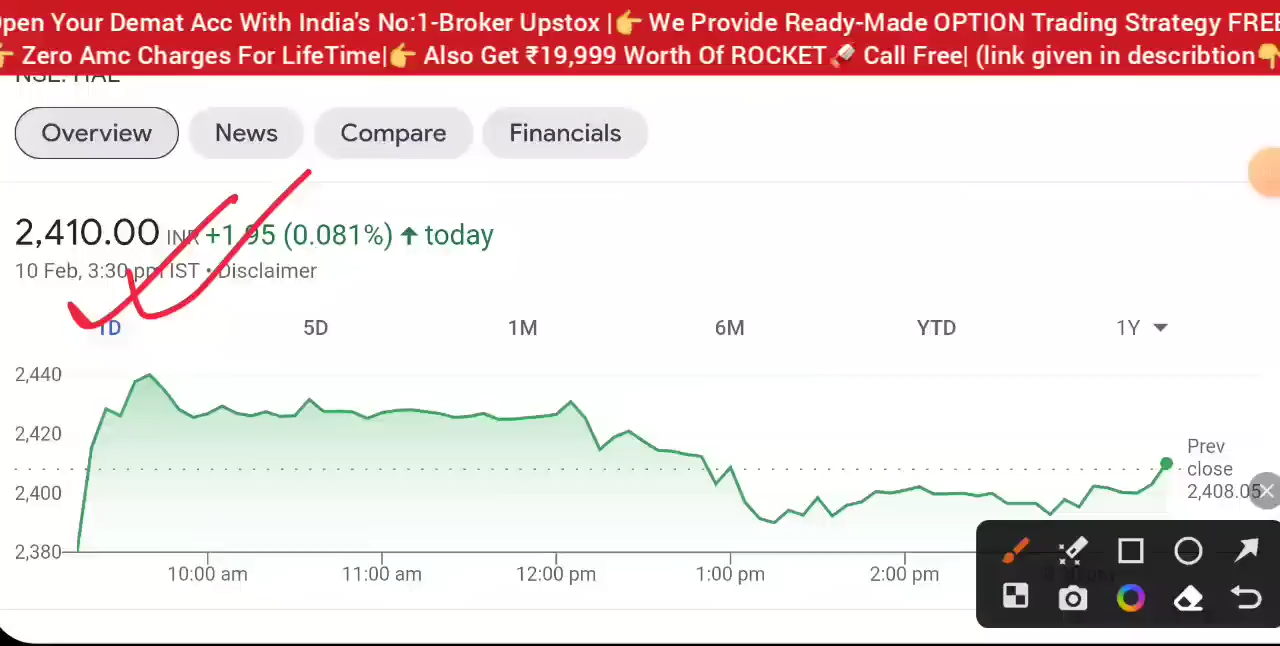 pen Your Demat Acc With India's No:1-Broker Upstox |👉 We Provide Ready-Made OPTION Trading Strategy FREE
👉 Zero Amc Charges For LifeTime|👉 Also Get ₹19,999 Worth Of ROCKET🚀 Call Free| (link given in describtion👇
NSE: HAL
Overview News Compare Financials
2,410.00 INR +1.95 (0.081%) ↑ today
10 Feb, 3:30 pm IST • Disclaimer
1D 5D 1M 6M YTD 1Y
2,440
2,420
Prev
close
2,408.05
2,400
2,380
10:00 am 11:00 am 12:00 pm 1:00 pm 2:00 pm